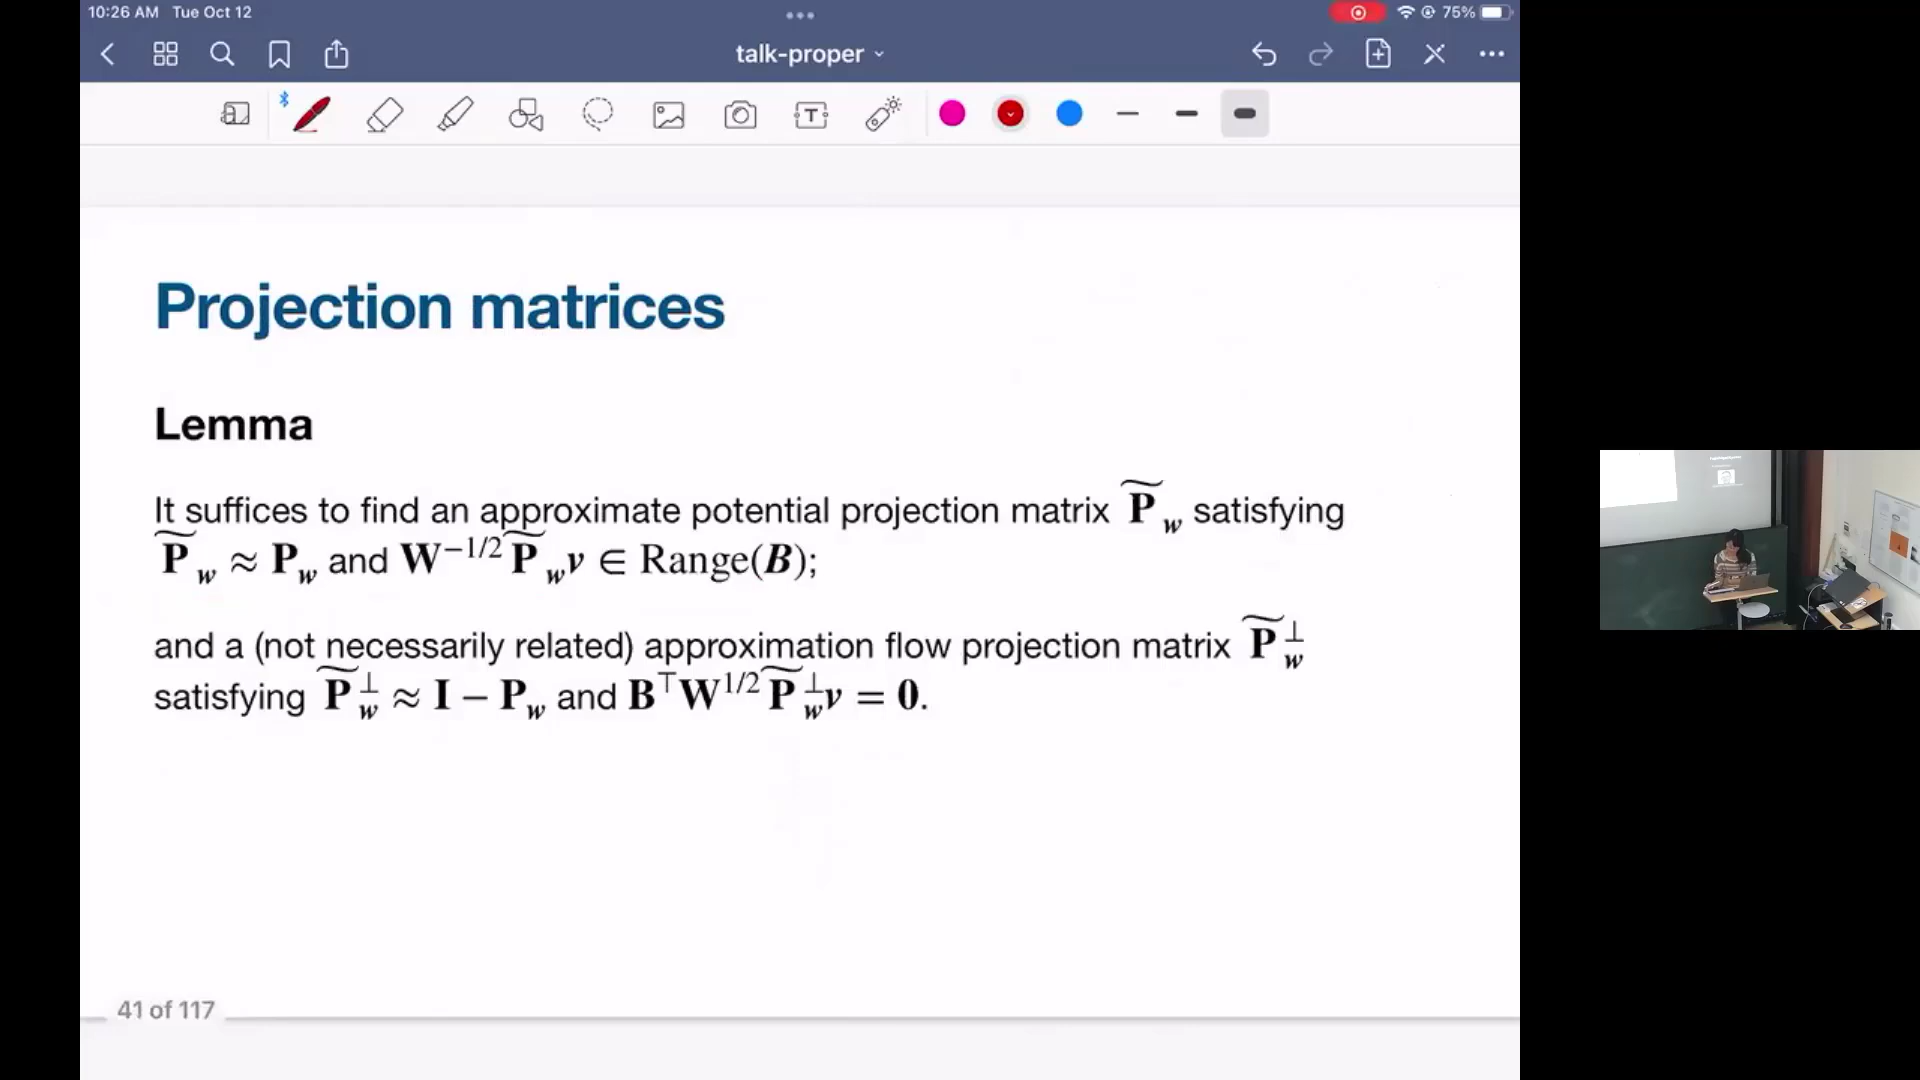 10:26 AM Tue Oct 12
75%
talk-proper
T
Projection matrices
Lemma
It suffices to find an approximate potential projection matrix P̃_w satisfying
P̃_w ≈ P_w and W^{-1/2} P̃_w v ∈ Range(B);
and a (not necessarily related) approximation flow projection matrix P̃_w^⊥
satisfying P̃_w^⊥ ≈ I − P_w and B^⊤ W^{1/2} P̃_w^⊥ v = 0.
41 of 117